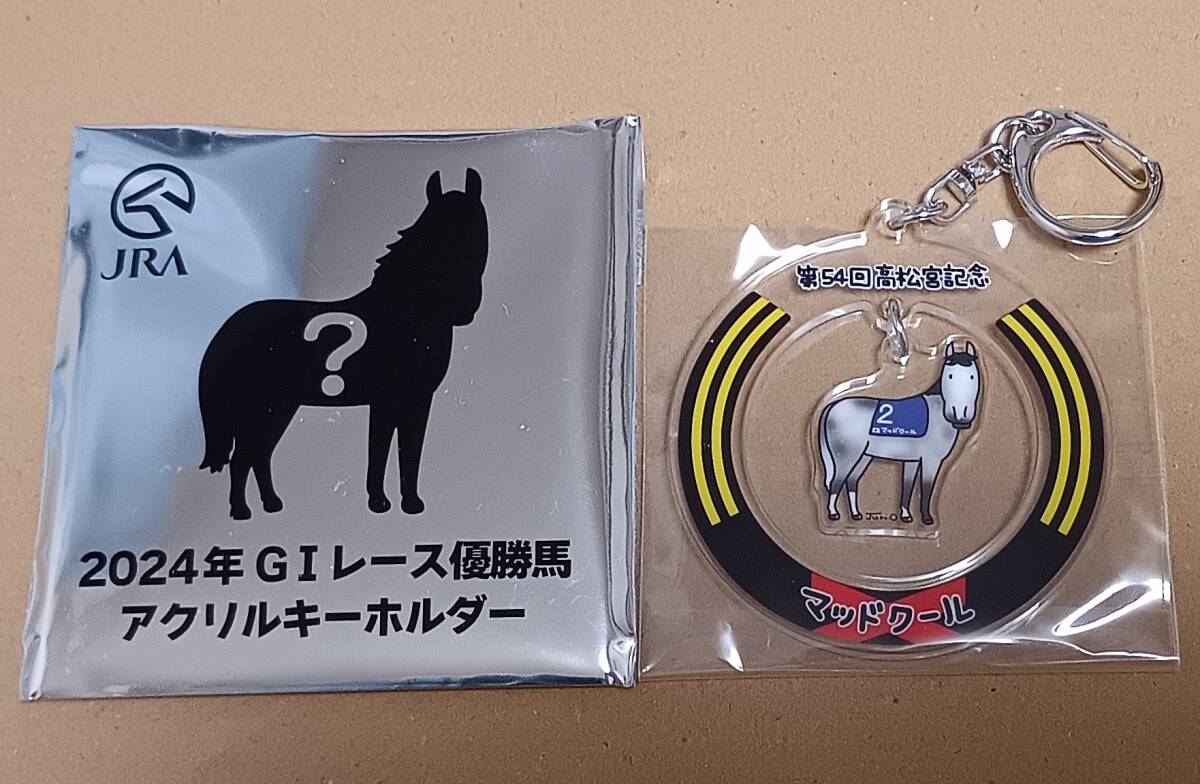 JRA
?
2024年 GⅠレース優勝馬
アクリルキーホルダー
第54回高松宮記念
2
マッドクール
Juri.O
マッドクール